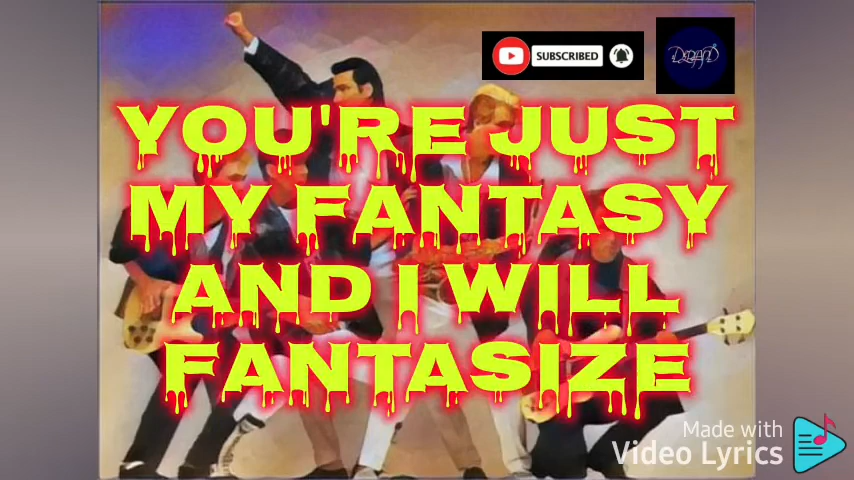 SUBSCRIBED
YOU'RE JUST
MY FANTASY
AND I WILL
FANTASIZE
Made with
Video Lyrics